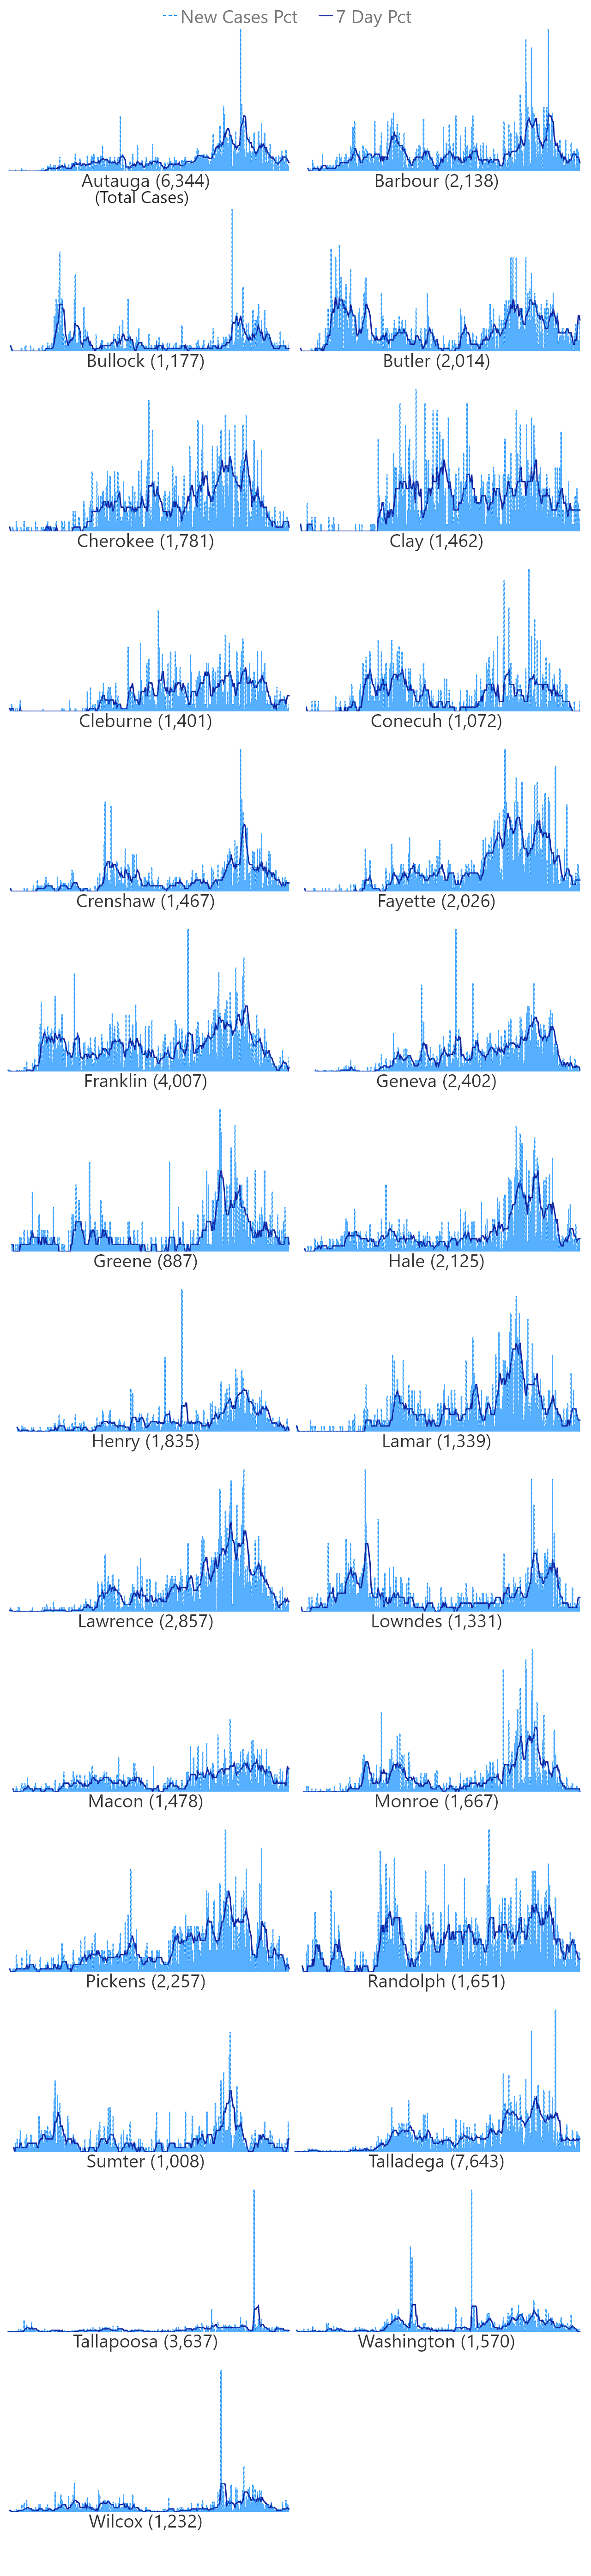 New Cases Pct 7 Day Pct
Autauga (6,344) Barbour (2,138)
(Total Cases)
Bullock (1,177) Butler (2,014)
Cherokee (1,781) Clay (1,462)
Cleburne (1,401) Conecuh (1,072)
Crenshaw (1,467) Fayette (2,026)
Franklin (4,007) Geneva (2,402)
Greene (887) Hale (2,125)
Henry (1,835) Lamar (1,339)
Lawrence (2,857) Lowndes (1,331)
Macon (1,478) Monroe (1,667)
Pickens (2,257) Randolph (1,651)
Sumter (1,008) Talladega (7,643)
Tallapoosa (3,637) Washington (1,570)
Wilcox (1,232)